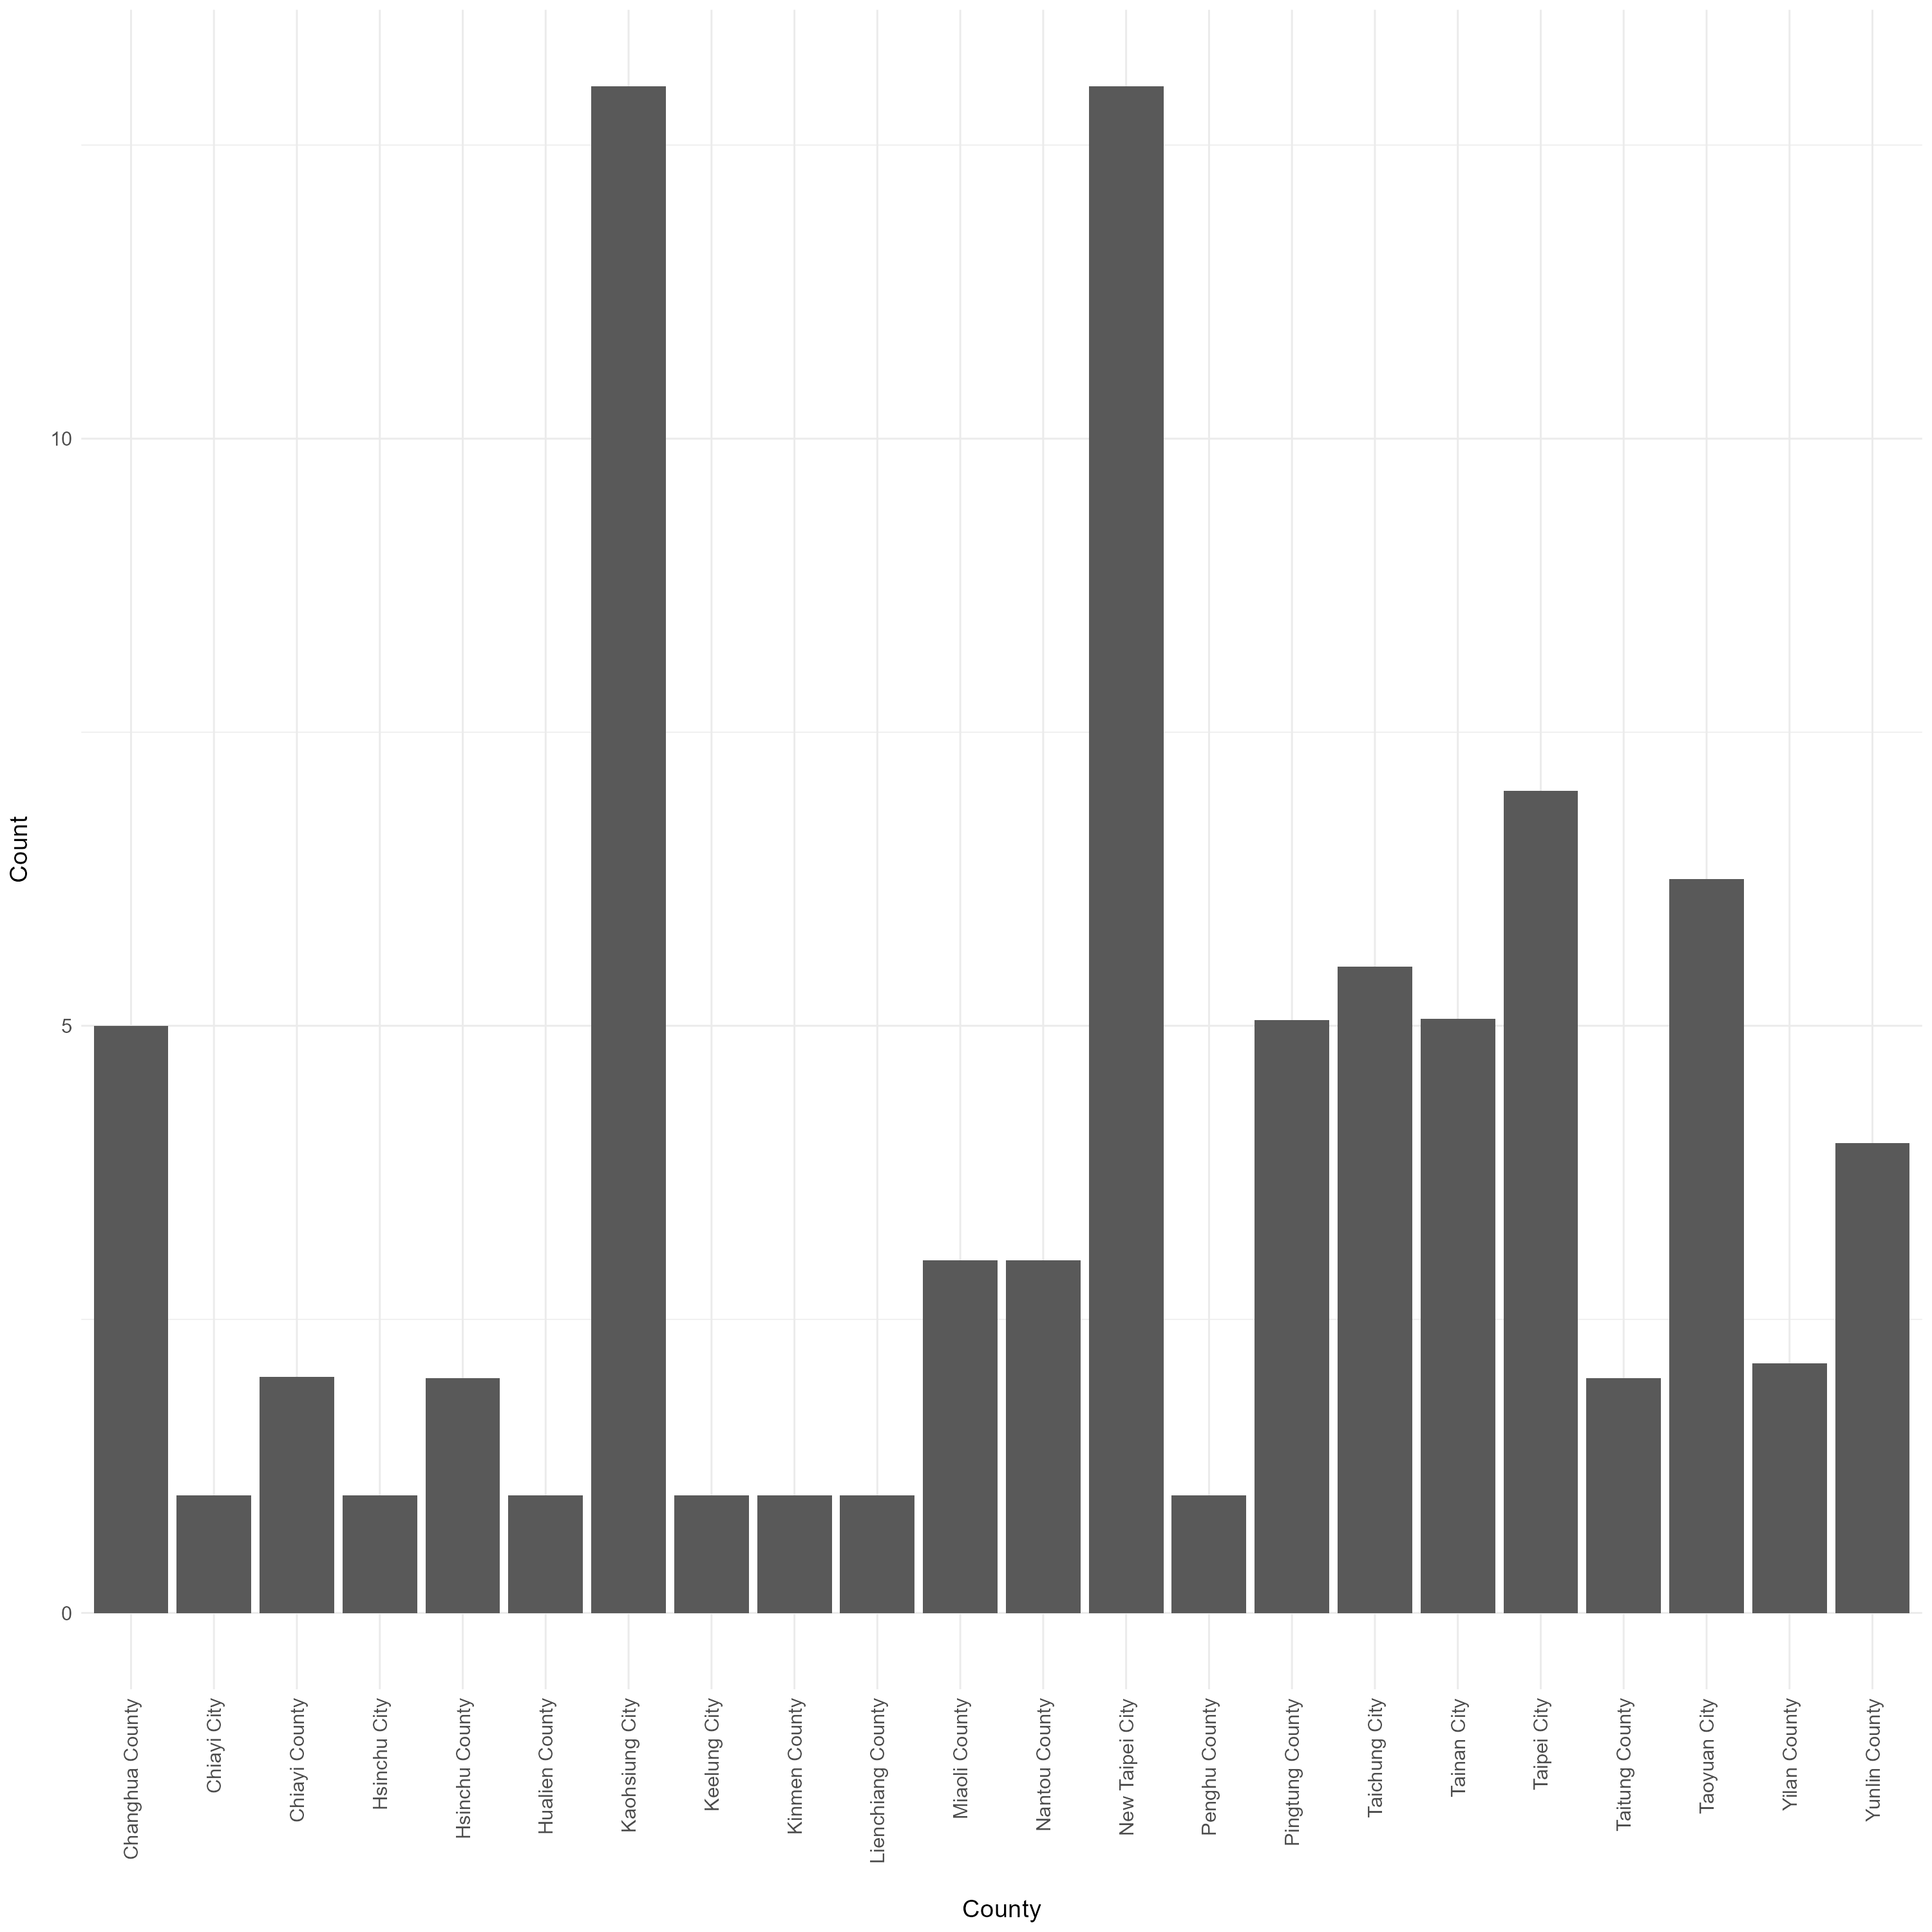 Count
10
5
0
Changhua County
Chiayi City
Chiayi County
Hsinchu City
Hsinchu County
Hualien County
Kaohsiung City
Keelung City
Kinmen County
Lienchiang County
Miaoli County
Nantou County
New Taipei City
Penghu County
Pingtung County
Taichung City
Tainan City
Taipei City
Taitung County
Taoyuan City
Yilan County
Yunlin County
County